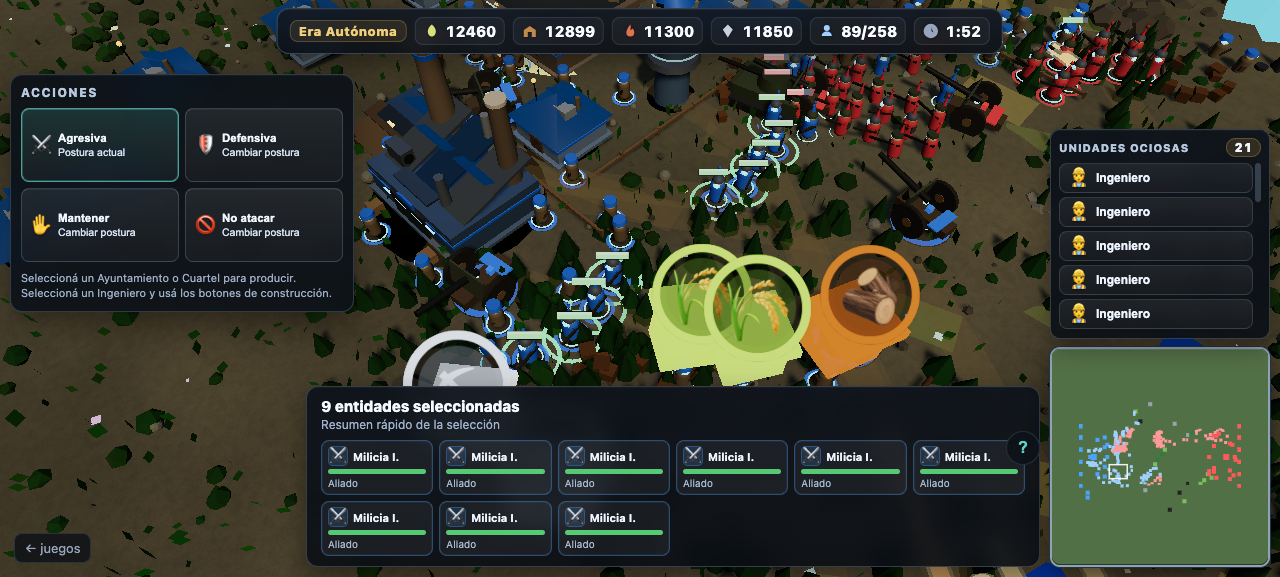 Era Autónoma
12460
12899
11300
11850
89/258
1:52
ACCIONES
Agresiva
Postura actual
Defensiva
Cambiar postura
Mantener
Cambiar postura
No atacar
Cambiar postura
Seleccioná un Ayuntamiento o Cuartel para producir.
Seleccioná un Ingeniero y usá los botones de construcción.
UNIDADES OCIOSAS
21
Ingeniero
Ingeniero
Ingeniero
Ingeniero
Ingeniero
9 entidades seleccionadas
Resumen rápido de la selección
Milicia I.
Aliado
Milicia I.
Aliado
Milicia I.
Aliado
Milicia I.
Aliado
Milicia I.
Aliado
Milicia I.
Aliado
Milicia I.
Aliado
Milicia I.
Aliado
Milicia I.
Aliado
?
← juegos